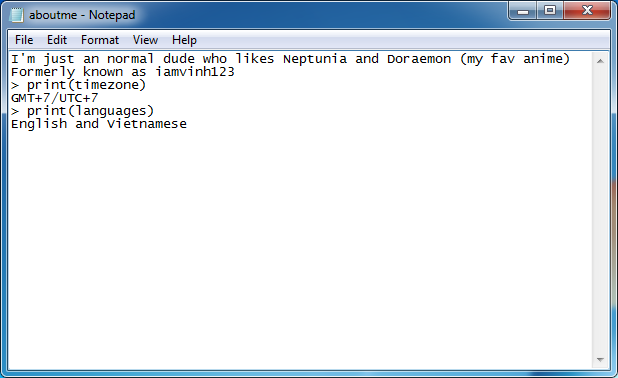 aboutme - Notepad
File Edit Format View Help
I'm just an normal dude who likes Neptunia and Doraemon (my fav anime)
Formerly known as iamvinh123
> print(timezone)
GMT+7/UTC+7
> print(languages)
English and Vietnamese